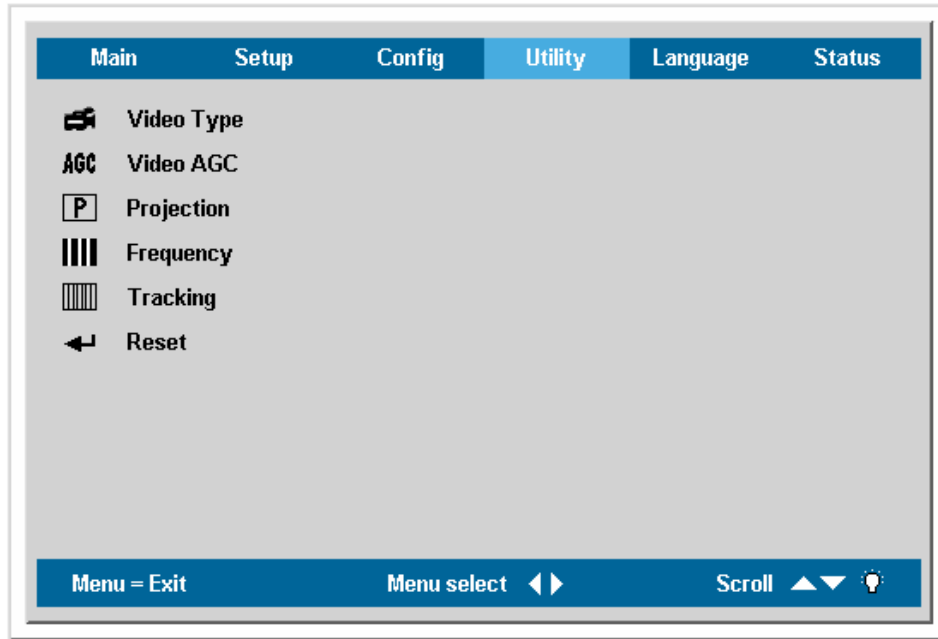 Main Setup Config Utility Language Status
Video Type
AGC Video AGC
P Projection
Frequency
Tracking
Reset
Menu = Exit Menu select Scroll